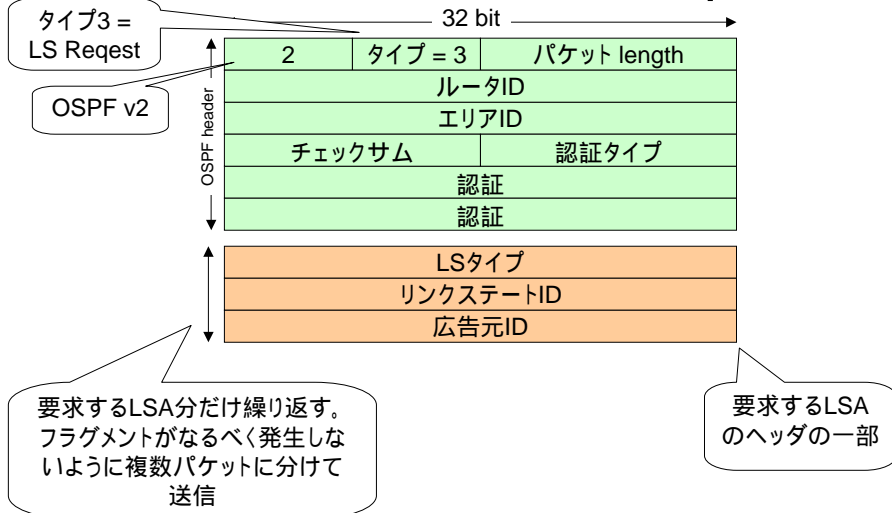 32 bit
タイプ3 =
LS Reqest
2
タイプ = 3
パケット length
OSPF v2
OSPF header
ルータID
エリアID
チェックサム
認証タイプ
認証
認証
LSタイプ
リンクステートID
広告元ID
要求するLSA分だけ繰り返す。
フラグメントがなるべく発生しな
いように複数パケットに分けて
送信
要求するLSA
のヘッダの一部